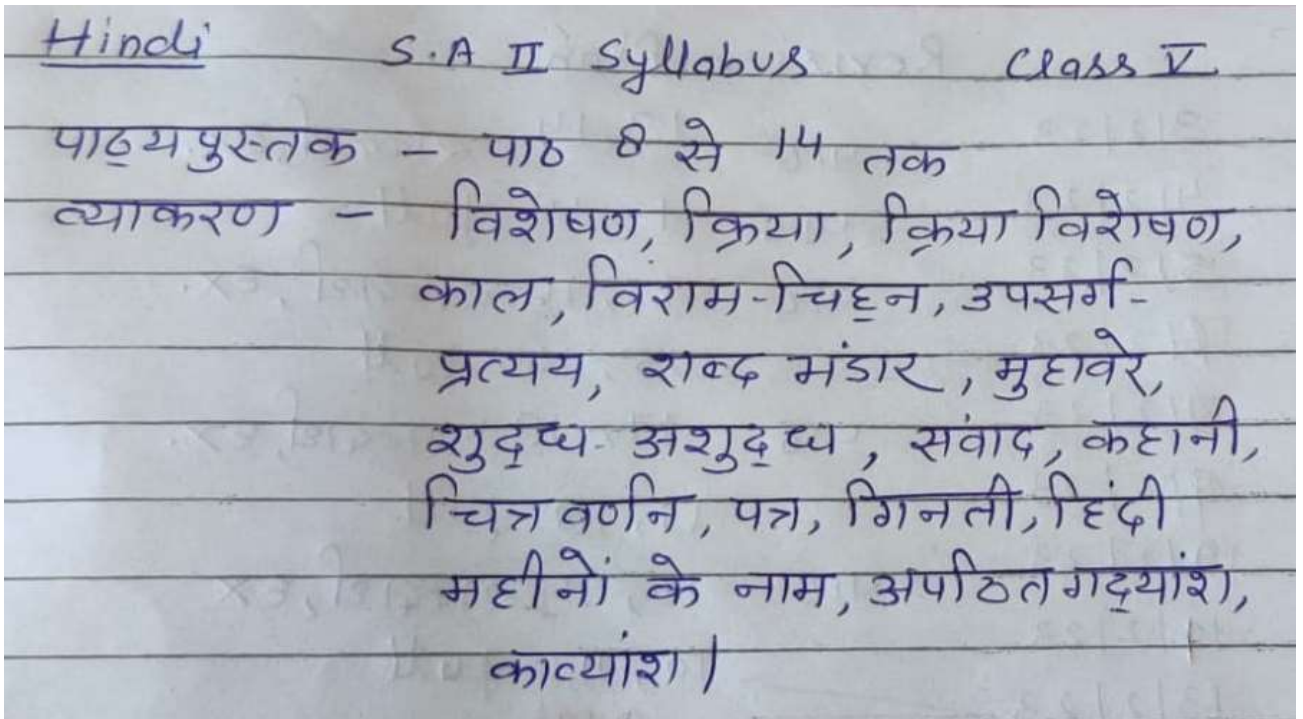 Hindi S.A II Syllabus Class V
पाठ्यपुस्तक - पाठ 8 से 14 तक
व्याकरण - विशेषण, क्रिया, क्रिया विशेषण,
काल, विराम-चिह्न, उपसर्ग-
प्रत्यय, शब्द भंडार, मुहावरे,
शुद्ध-अशुद्ध, संवाद, कहानी,
चित्र वर्णन, पत्र, गिनती, हिंदी
महीनों के नाम, अपठित गद्यांश,
काव्यांश।